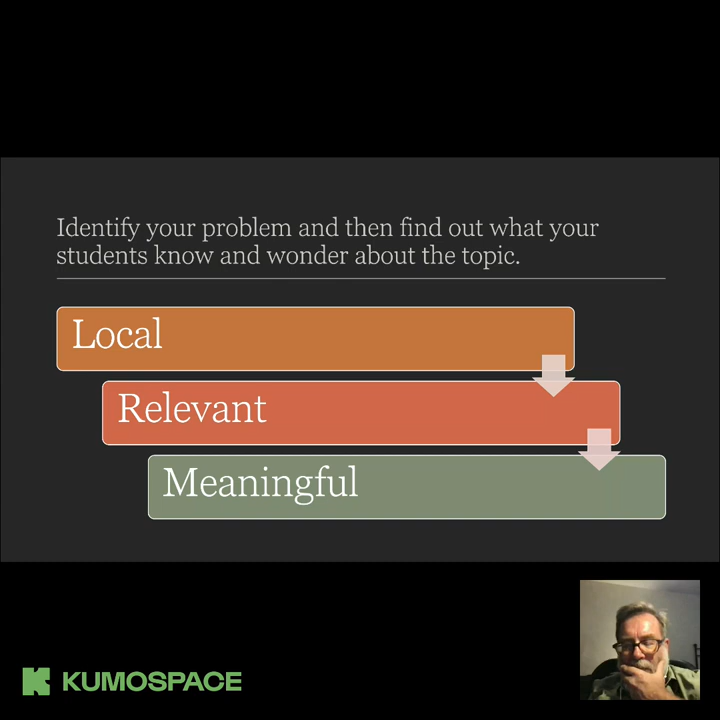 Identify your problem and then find out what your
students know and wonder about the topic.
Local
Relevant
Meaningful
KUMOSPACE